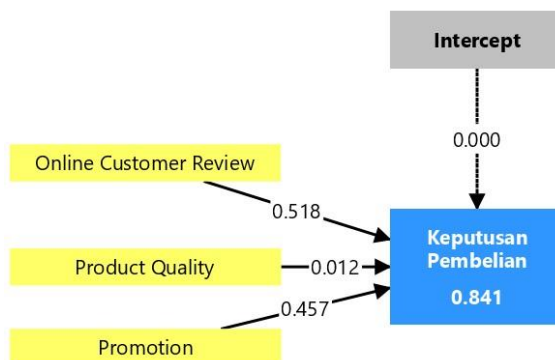 Intercept
0.000
Online Customer Review
0.518
Keputusan
Pembelian
0.841
Product Quality
0.012
0.457
Promotion